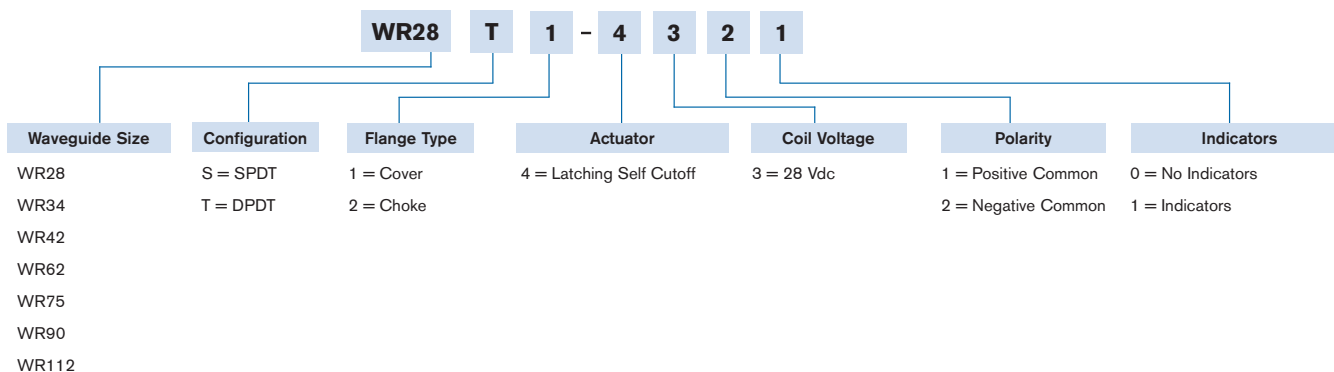 WR28 T 1 – 4 3 2 1
Waveguide Size Configuration Flange Type Actuator Coil Voltage Polarity Indicators
WR28 S = SPDT 1 = Cover 4 = Latching Self Cutoff 3 = 28 Vdc 1 = Positive Common 0 = No Indicators
WR34 T = DPDT 2 = Choke 2 = Negative Common 1 = Indicators
WR42
WR62
WR75
WR90
WR112